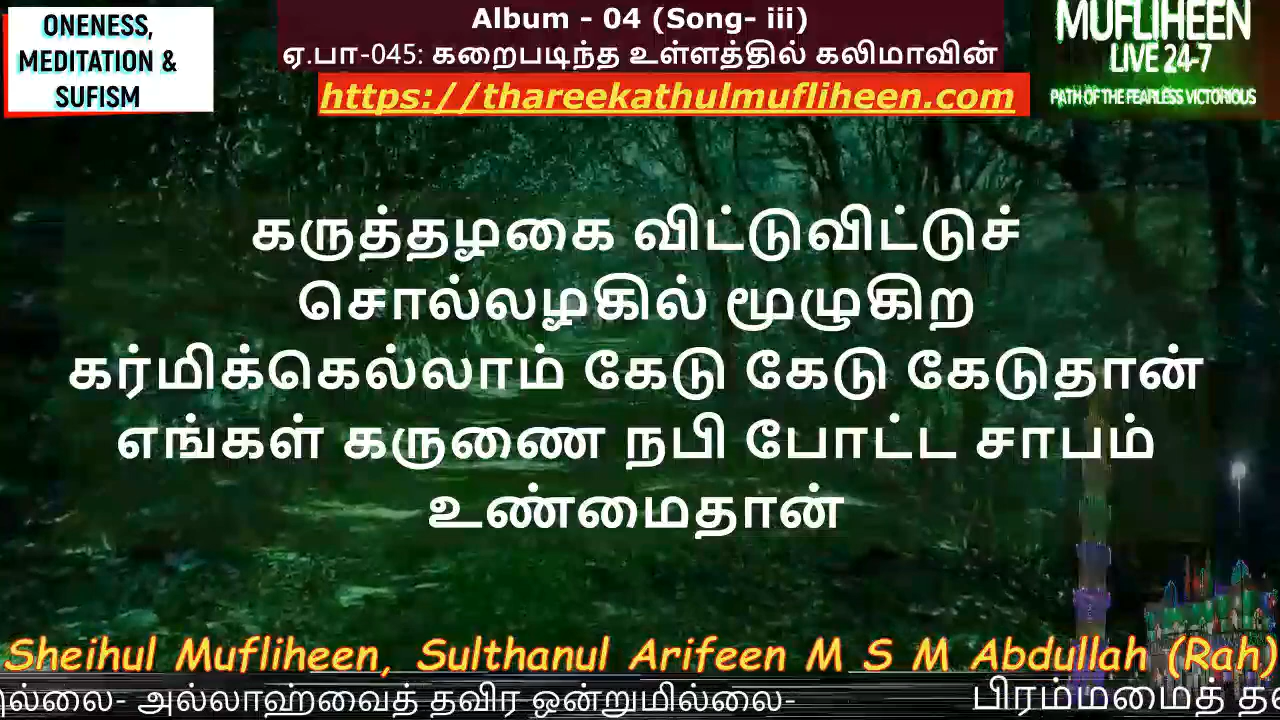 ONENESS,
MEDITATION &
SUFISM
Album – 04 (Song- iii)
ஏ.பா-045: கறைபடிந்த உள்ளத்தில் கலிமாவின்
https://thareekathulmufliheen.com
MUFLIHEEN
LIVE 24-7
PATH OF THE FEARLESS VICTORIOUS
கருத்தழகை விட்டுவிட்டுச்
சொல்லழகில் மூழுகிற
கர்மிக்கெல்லாம் கேடு கேடு கேடுதான்
எங்கள் கருணை நபி போட்ட சாபம்
உண்மைதான்
Sheihul Mufliheen, Sulthanul Arifeen M S M Abdullah (Rah)
அல்லாஹ்வைத் தவிர ஒன்றுமில்லை- பிரம்மமைத்